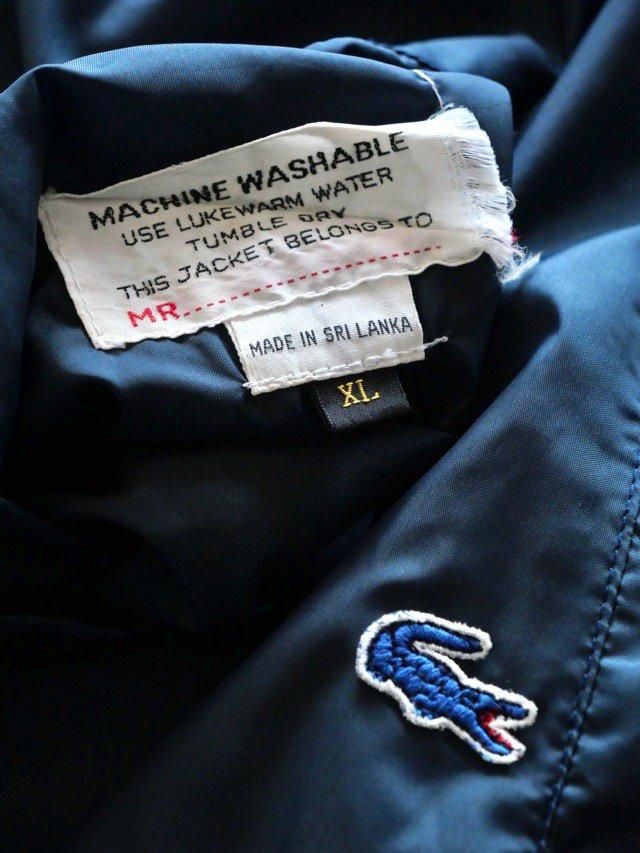 MACHINE WASHABLE
USE LUKEWARM WATER
TUMBLE DRY
THIS JACKET BELONGS TO
MR.
MADE IN SRI LANKA
XL